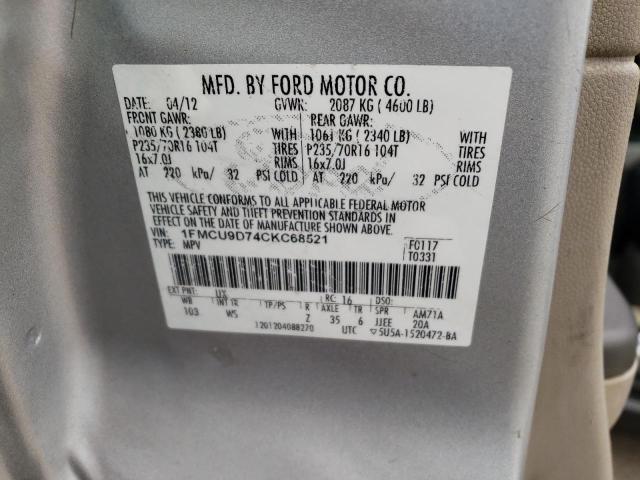 MFD. BY FORD MOTOR CO.
DATE: 04/12 GVWR: 2087 KG ( 4600 LB)
FRONT GAWR: REAR GAWR:
1080 KG ( 2380 LB) WITH 1061 KG ( 2340 LB) WITH
P235/70R16 104T TIRES P235/70R16 104T TIRES
16x7.0J RIMS 16x7.0J RIMS
AT 220 kPa/ 32 PSI COLD AT 220 kPa/ 32 PSI COLD
THIS VEHICLE CONFORMS TO ALL APPLICABLE FEDERAL MOTOR
VEHICLE SAFETY AND THEFT PREVENTION STANDARDS IN
EFFECT ON THE DATE OF MANUFACTURE SHOWN ABOVE.
VIN: 1FMCU9D74CKC68521 FC117
TYPE: MPV T0331
EXT PNT: UX RC: 16 DSO:
WB INT TR TP/PS R AXLE TR SPR AM71A
103 WS Z 35 6 JJEE 20A
1201204088270 UTC ▽5U5A-1520472-BA